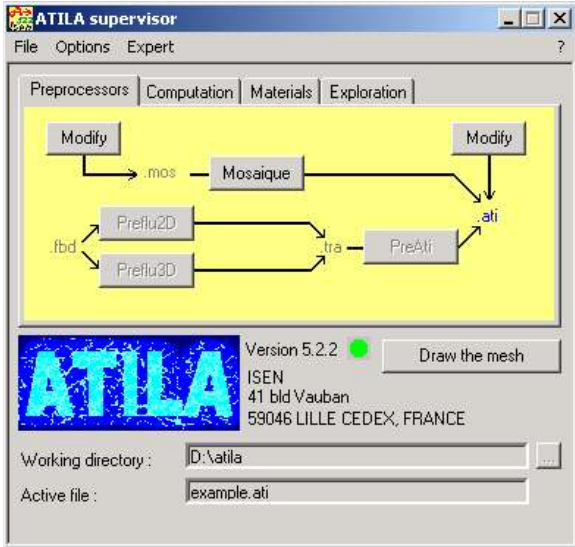 ATILA supervisor
File Options Expert ?
Preprocessors Computation Materials Exploration
Modify Modify
.mos Mosaique
.ati
Preflu2D
.fbd .tra PreAti
Preflu3D
ATILA
Version 5.2.2
Draw the mesh
ISEN
41 bld Vauban
59046 LILLE CEDEX, FRANCE
Working directory : D:\atila ...
Active file : example.ati